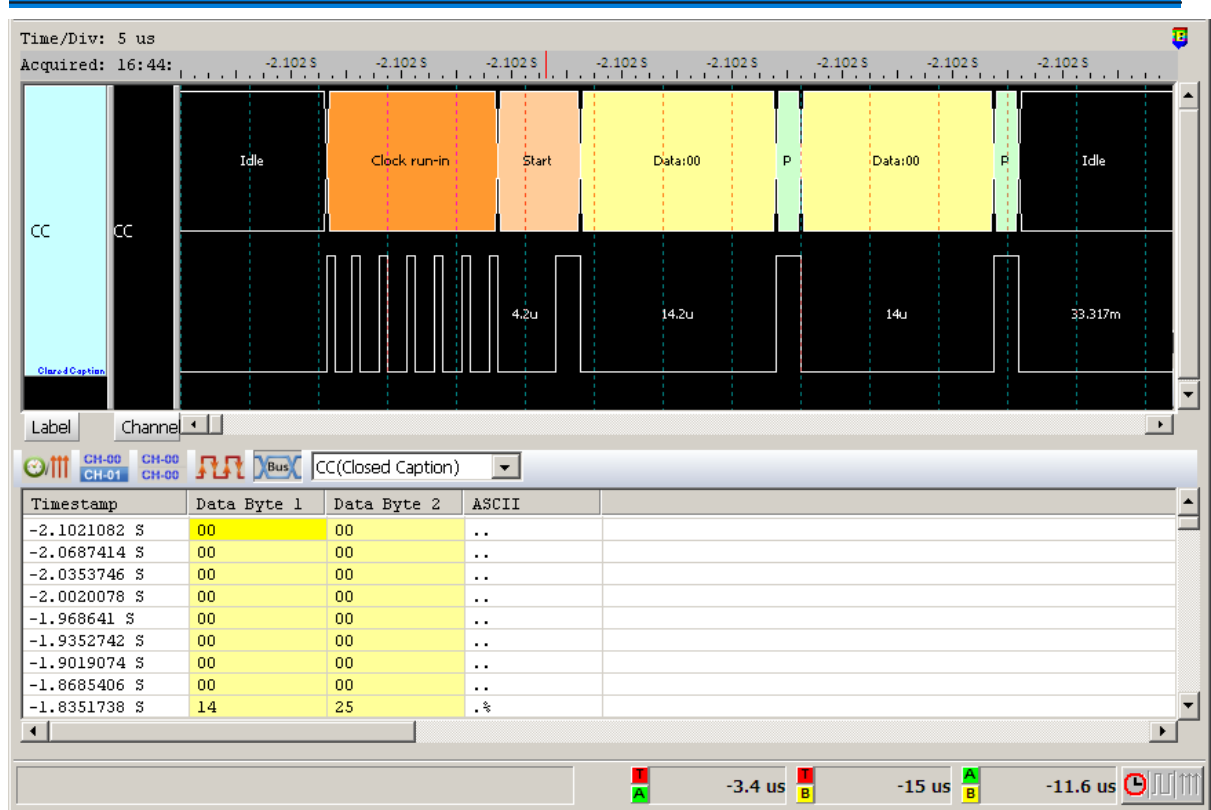 Time/Div: 5 us
Acquired: 16:44:
-2.102 S -2.102 S -2.102 S -2.102 S -2.102 S -2.102 S -2.102 S -2.102 S
Idle Clock run-in Start Data:00 P Data:00 P Idle
CC CC
4.2u 14.2u 14u 33.317m
Closed Caption
Label Channel
CH-00 CH-00
CH-01 CH-00
Bus CC(Closed Caption)
Timestamp Data Byte 1 Data Byte 2 ASCII
-2.1021082 S 00 00 ..
-2.0687414 S 00 00 ..
-2.0353746 S 00 00 ..
-2.0020078 S 00 00 ..
-1.968641 S 00 00 ..
-1.9352742 S 00 00 ..
-1.9019074 S 00 00 ..
-1.8685406 S 00 00 ..
-1.8351738 S 14 25 .%
T A -3.4 us T B -15 us A B -11.6 us